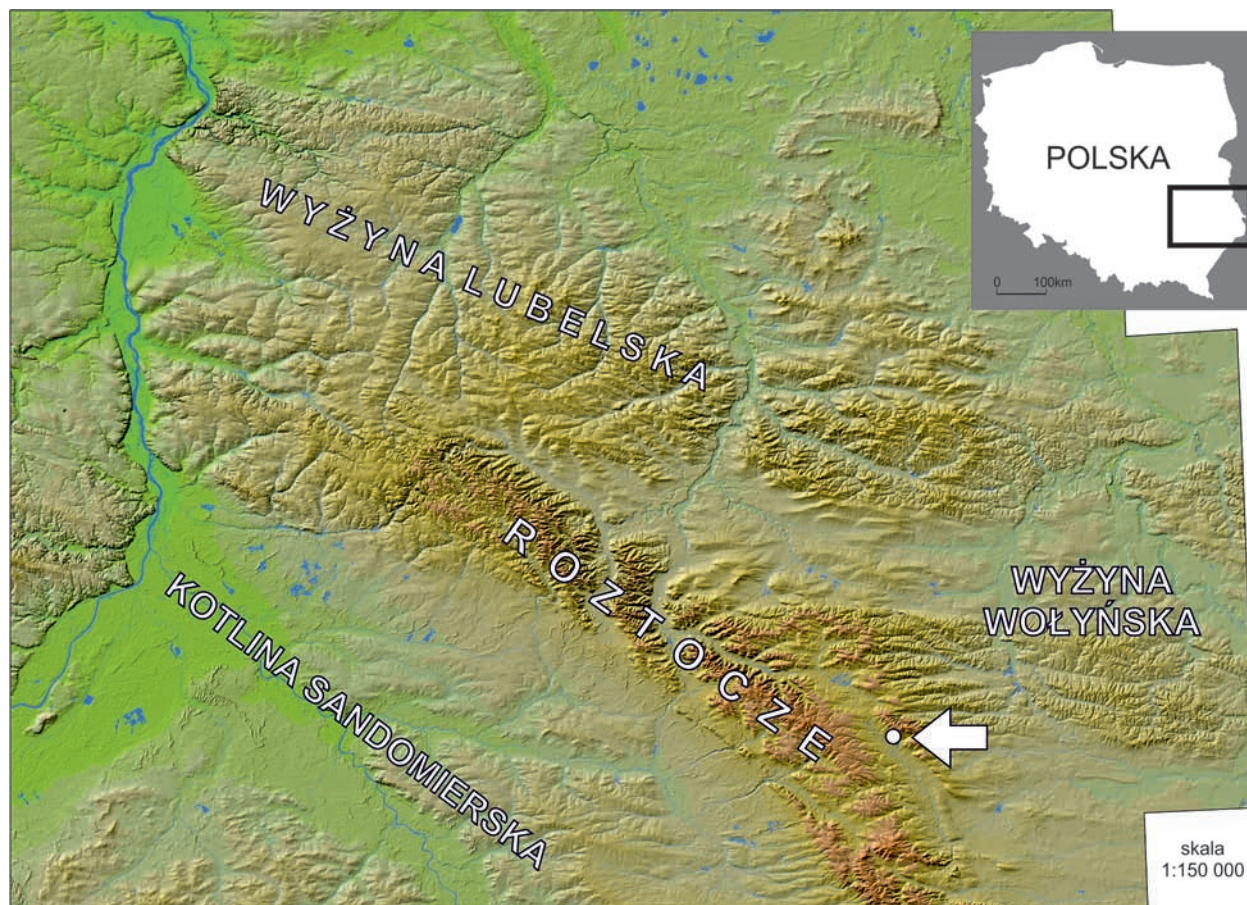 POLSKA
0 100km
WYŻYNA LUBELSKA
ROZTOCZE
WYŻYNA
WOŁYŃSKA
KOTLINA SANDOMIERSKA
skala
1:150 000